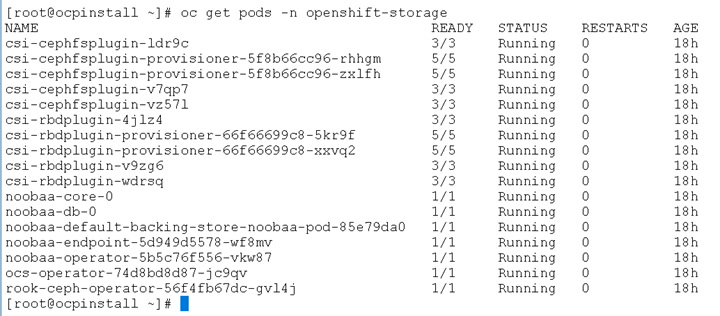 [root@ocpinstall ~]# oc get pods -n openshift-storage
NAME READY STATUS RESTARTS AGE
csi-cephfsplugin-ldr9c 3/3 Running 0 18h
csi-cephfsplugin-provisioner-5f8b66cc96-rhhgm 5/5 Running 0 18h
csi-cephfsplugin-provisioner-5f8b66cc96-zxlfh 5/5 Running 0 18h
csi-cephfsplugin-v7qp7 3/3 Running 0 18h
csi-cephfsplugin-vz57l 3/3 Running 0 18h
csi-rbdplugin-4jlz4 3/3 Running 0 18h
csi-rbdplugin-provisioner-66f66699c8-5kr9f 5/5 Running 0 18h
csi-rbdplugin-provisioner-66f66699c8-xxvq2 5/5 Running 0 18h
csi-rbdplugin-v9zg6 3/3 Running 0 18h
csi-rbdplugin-wdrsq 3/3 Running 0 18h
noobaa-core-0 1/1 Running 0 18h
noobaa-db-0 1/1 Running 0 18h
noobaa-default-backing-store-noobaa-pod-85e79da0 1/1 Running 0 18h
noobaa-endpoint-5d949d5578-wf8mv 1/1 Running 0 18h
noobaa-operator-5b5c76f556-vkw87 1/1 Running 0 18h
ocs-operator-74d8bd8d87-jc9qv 1/1 Running 0 18h
rook-ceph-operator-56f4fb67dc-gvl4j 1/1 Running 0 18h
[root@ocpinstall ~]#